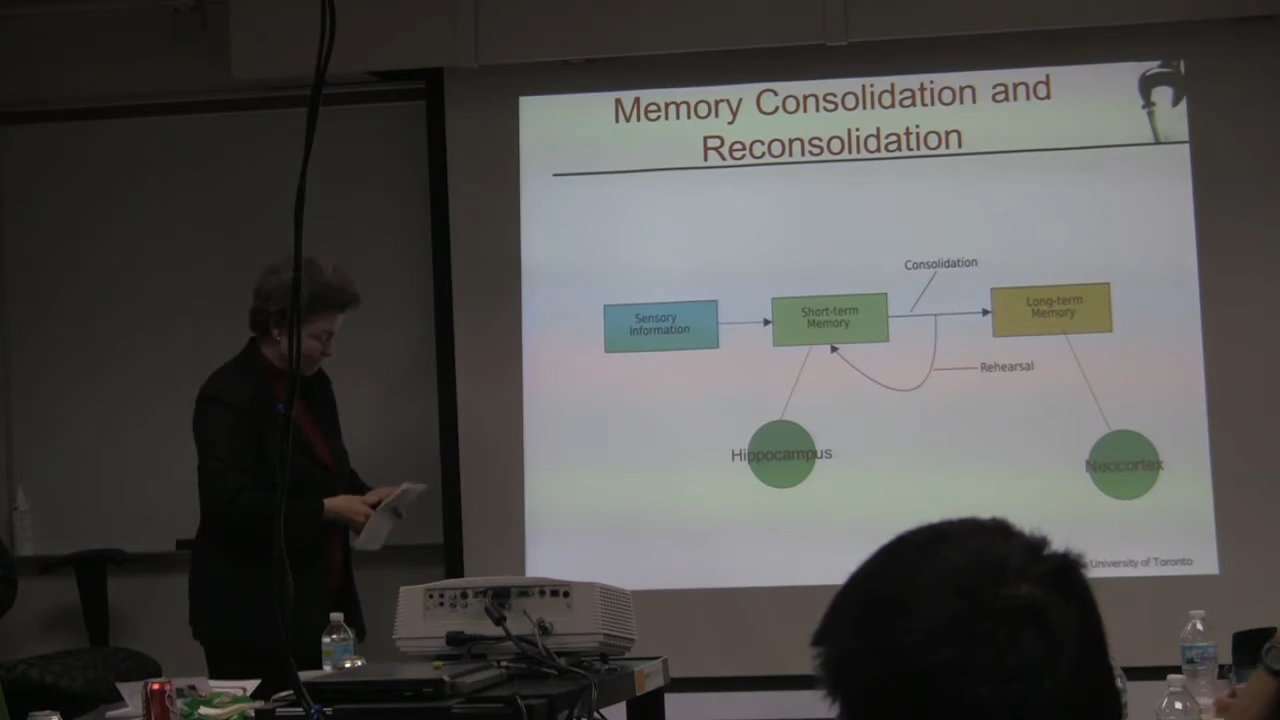 Memory Consolidation and
Reconsolidation
Consolidation
Sensory
Information
Short-term
Memory
Long-term
Memory
Rehearsal
Hippocampus
Neocortex
University of Toronto